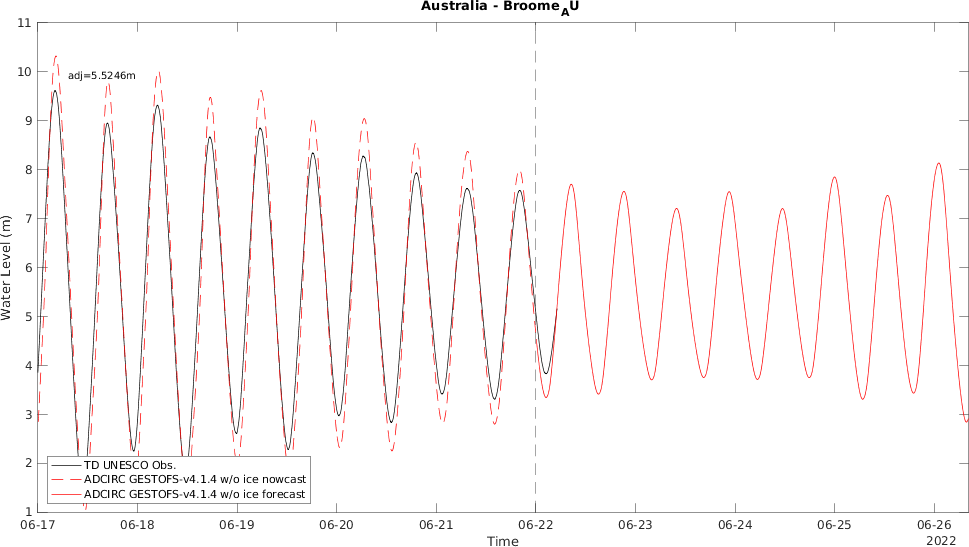 Australia - Broome_AU
11
10
9
8
7
6
5
4
3
2
1
Water Level (m)
adj=5.5246m
TD UNESCO Obs.
ADCIRC GESTOFS-v4.1.4 w/o ice nowcast
ADCIRC GESTOFS-v4.1.4 w/o ice forecast
06-17 06-18 06-19 06-20 06-21 06-22 06-23 06-24 06-25 06-26
Time 2022